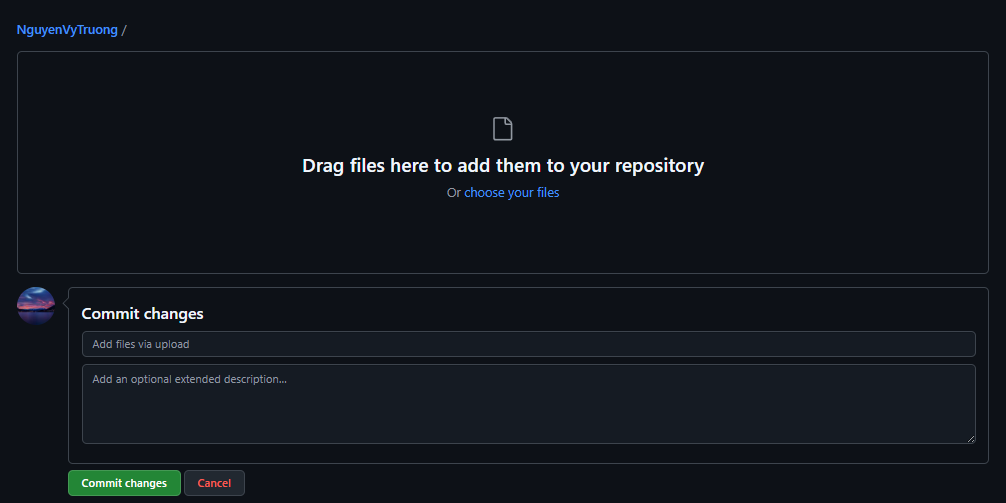 NguyenVyTruong /
Drag files here to add them to your repository
Or choose your files
Commit changes
Add files via upload
Add an optional extended description...
Commit changes
Cancel